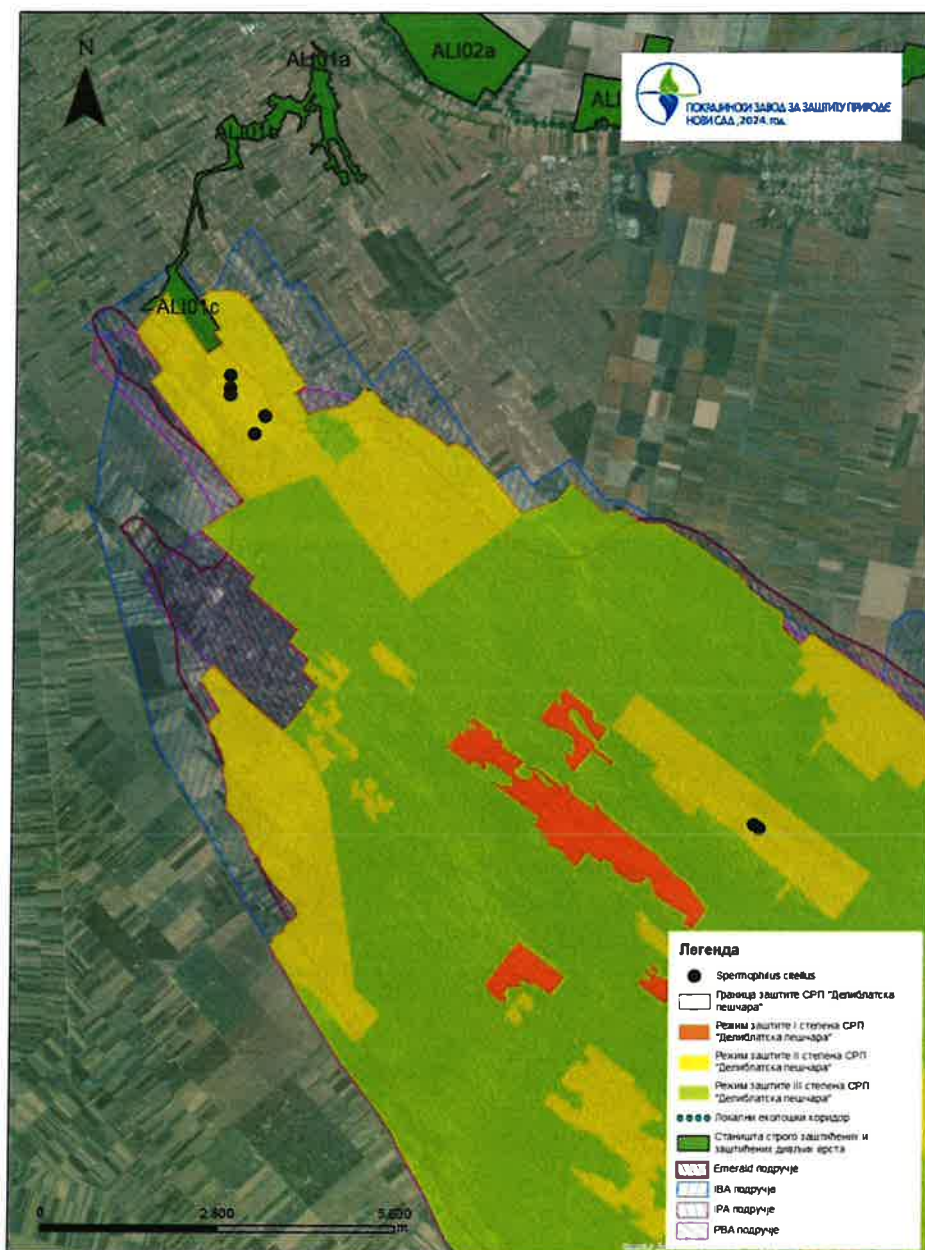 N
ALI01a
ALI02a
ПОКРАЈИНСКИ ЗАВОД ЗА ЗАШТИТУ ПРИРОДЕ
НОВИ САД, 2024. год.
ALI01c
Легенда
Spermophilus citellus
Граница заштите СРП "Делиблатска
пешчара"
Режим заштите I степена СРП
"Делиблатска пешчара"
Режим заштите II степена СРП
"Делиблатска пешчара"
Режим заштите III степена СРП
"Делиблатска пешчара"
Локални еколошки коридор
Станишта строго заштићених и
заштићених дивљих врста
Emerald подручје
IBA подручје
IPA подручје
PBA подручје
0 2.800 5.600
m